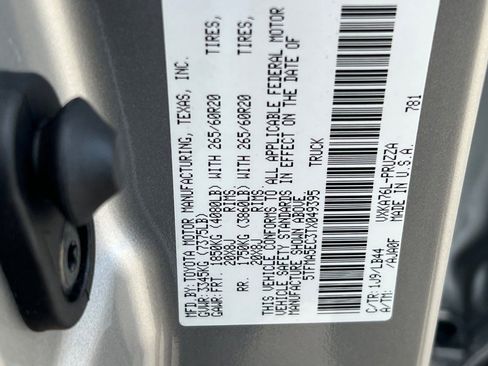 MFD.BY:TOYOTA MOTOR MANUFACTURING, TEXAS, INC.
GVWR:3345KG (7375LB)
GAWR:FRT. 1850KG (4080LB) WITH 265/60R20 TIRES,
20X8J RIMS.
RR. 1750KG (3860LB) WITH 265/60R20 TIRES,
20X8J RIMS.
THIS VEHICLE CONFORMS TO ALL APPLICABLE FEDERAL MOTOR
VEHICLE SAFETY STANDARDS IN EFFECT ON THE DATE OF
MANUFACTURE SHOWN ABOVE.
5TFMA5EC3TX049395 TRUCK
C/TR:1J9/LB44 VXKA76L-PRUZZA 781
A/TM: /AJA0F MADE IN U.S.A.